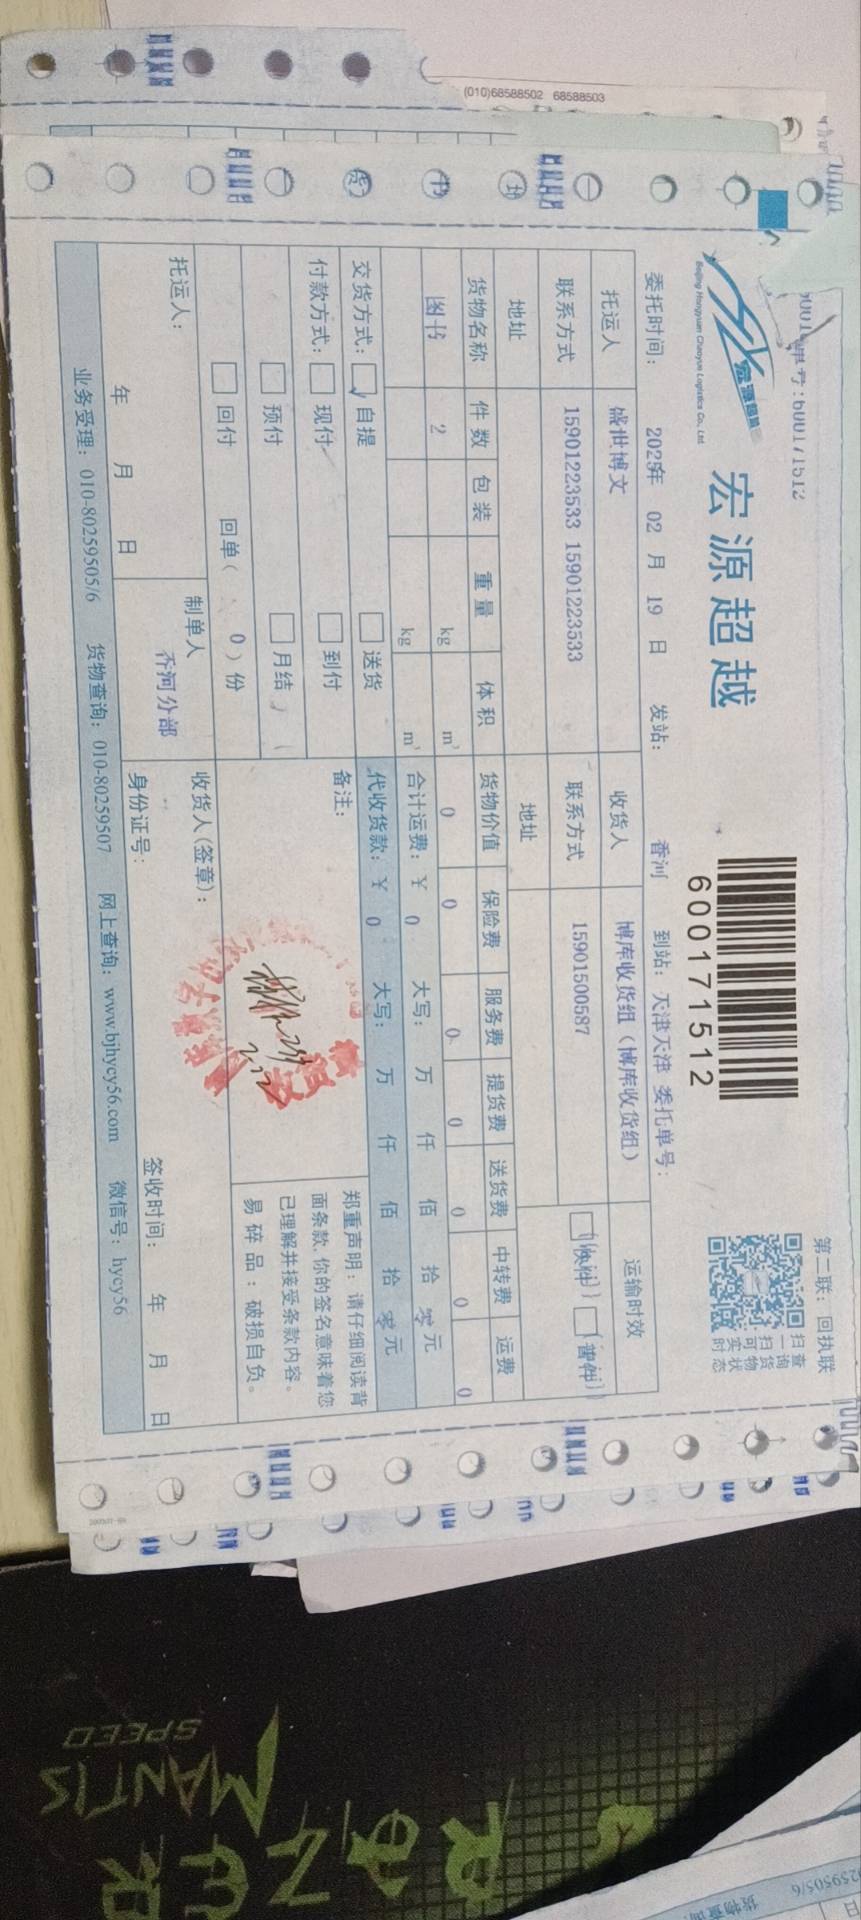 (010)68588502 68588503
单号:600171512
第二联：回执联
Beijing Hongyuan Chaoyue Logistics Co., Ltd
宏源超越
600171512
扫一扫可实时
查询货物状态
委托时间： 2025年 02 月 19 日 发站： 香河 到站：天津天津 委托单号：
托运人 盛世博文 收货人 博库收货组（博库收货组） 运输时效
联系方式 15901223533 15901223533 联系方式 15901500587 快件 普件
地址 地址
货物名称 件数 包装 重量 体积 货物价值 保险费 服务费 提货费 送货费 中转费 运费
图书 2 kg m³ 0 0 0 0 0 0 0
kg m³ 合计运费：￥ 0 大写： 万 仟 佰 拾 零元
交货方式： 自提 送货 代收货款：￥ 0 大写： 万 仟 佰 拾 零元
付款方式： 现付 到付 备注：
预付 月结
回付 回单（ 0 ）份
郑重声明：请仔细阅读背
面条款，你的签名意味着您
已理解并接受条款内容。
易碎品：破损自负。
托运人： 制单人 收货人(签章)：
香河分部
年 月 日 身份证号： 签收时间： 年 月 日
业务受理：010-80259505/6 货物查询：010-80259507 网上查询：www.bjhycy56.com 微信号：hycy56
MANTIS
SPEED